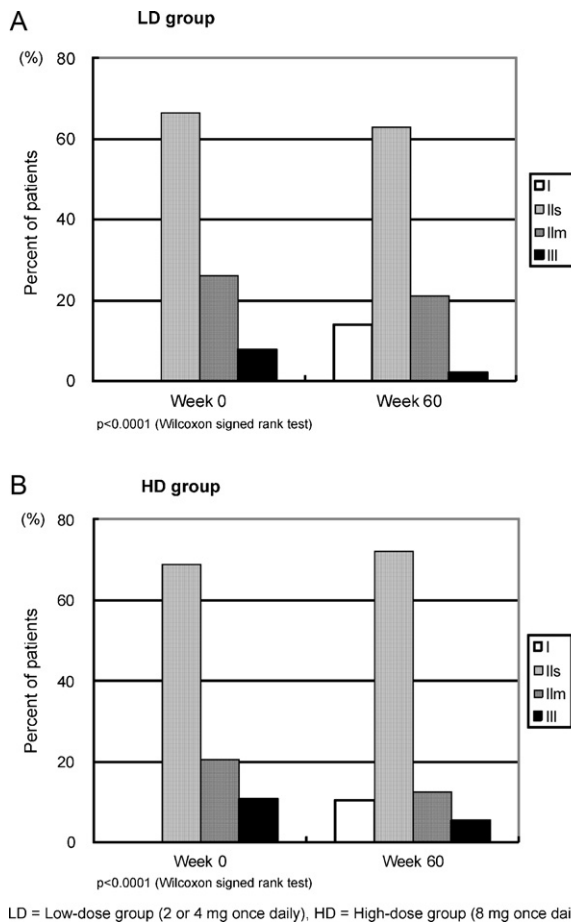 A
LD group
(%)
80
60
40
20
0
Percent of patients
Week 0
Week 60
I
IIs
IIm
III
p<0.0001 (Wilcoxon signed rank test)
B
HD group
(%)
80
60
40
20
0
Percent of patients
Week 0
Week 60
I
IIs
IIm
III
p<0.0001 (Wilcoxon signed rank test)
LD = Low-dose group (2 or 4 mg once daily), HD = High-dose group (8 mg once dai